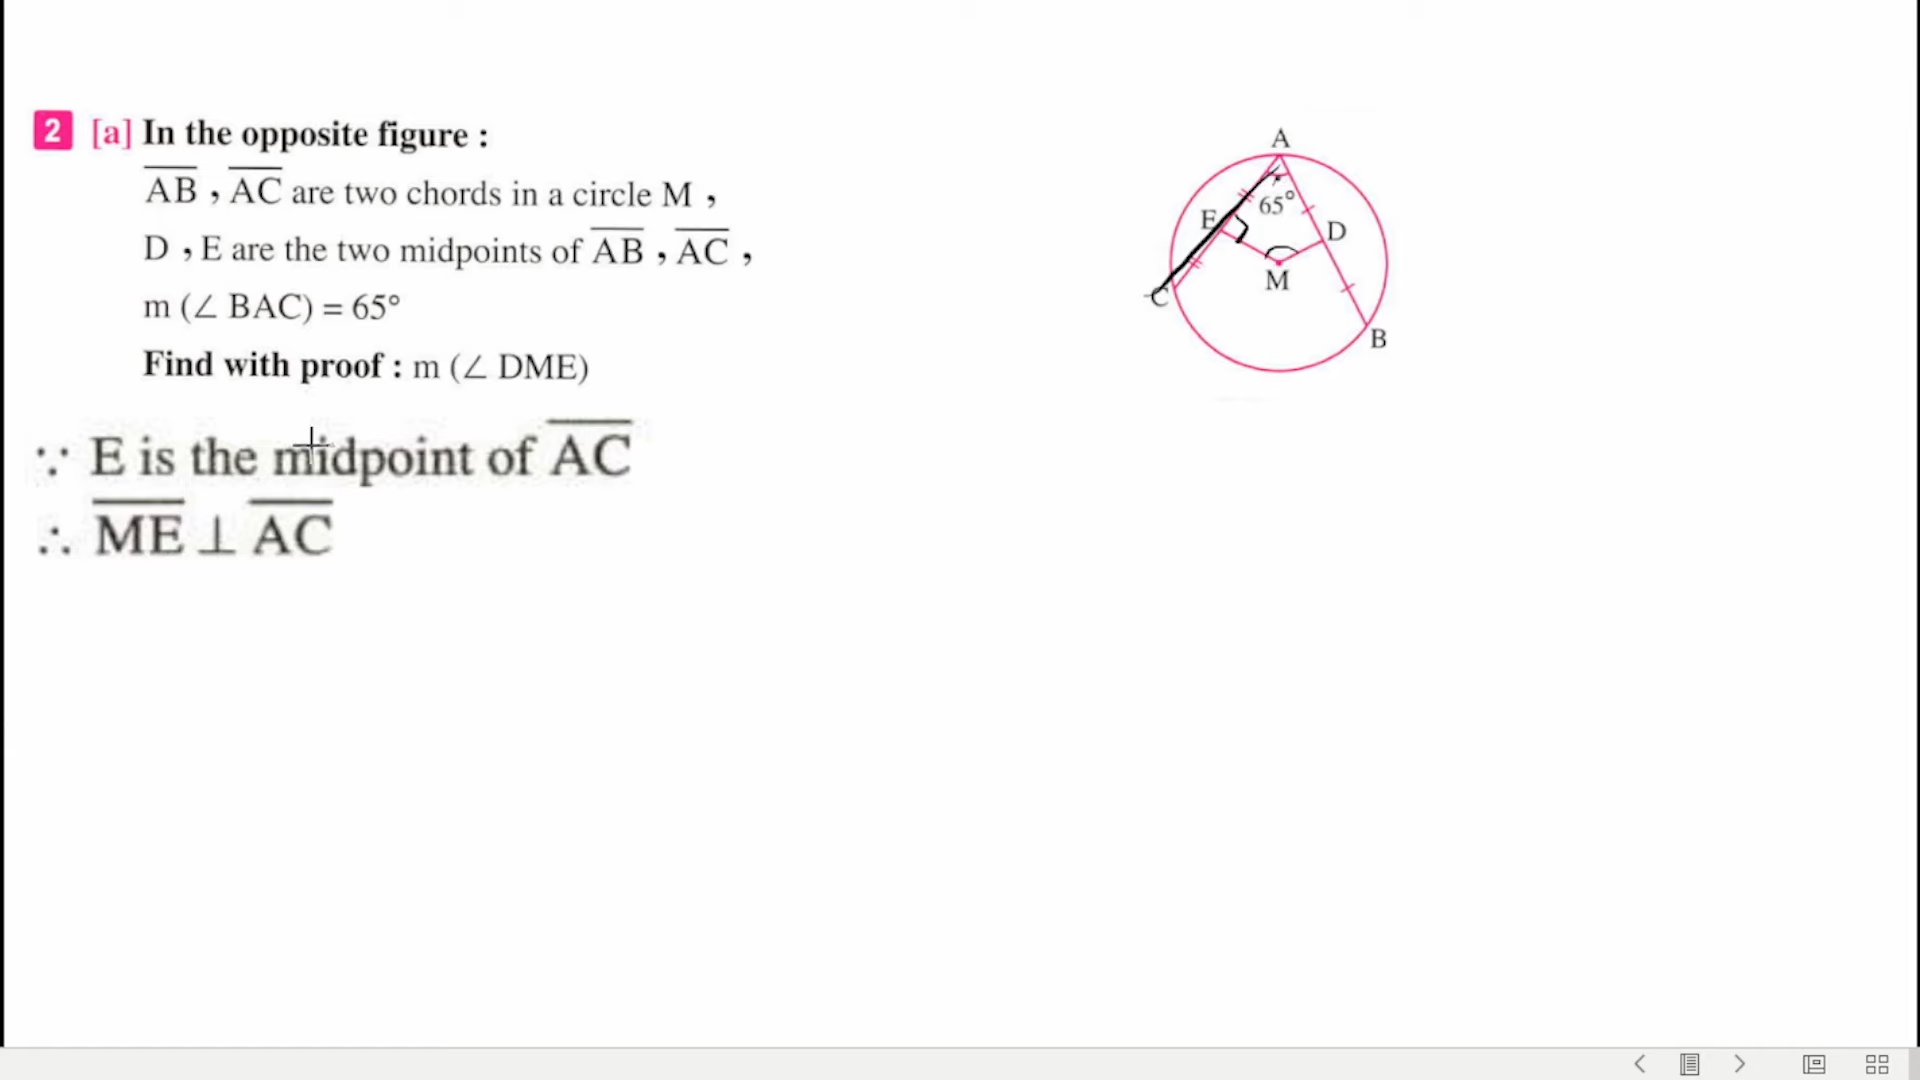 2 [a] In the opposite figure :
AB , AC are two chords in a circle M ,
D , E are the two midpoints of AB , AC ,
m (∠ BAC) = 65°
Find with proof : m (∠ DME)
∵ E is the midpoint of AC
∴ ME ⊥ AC
A
65°
E
D
M
C
B